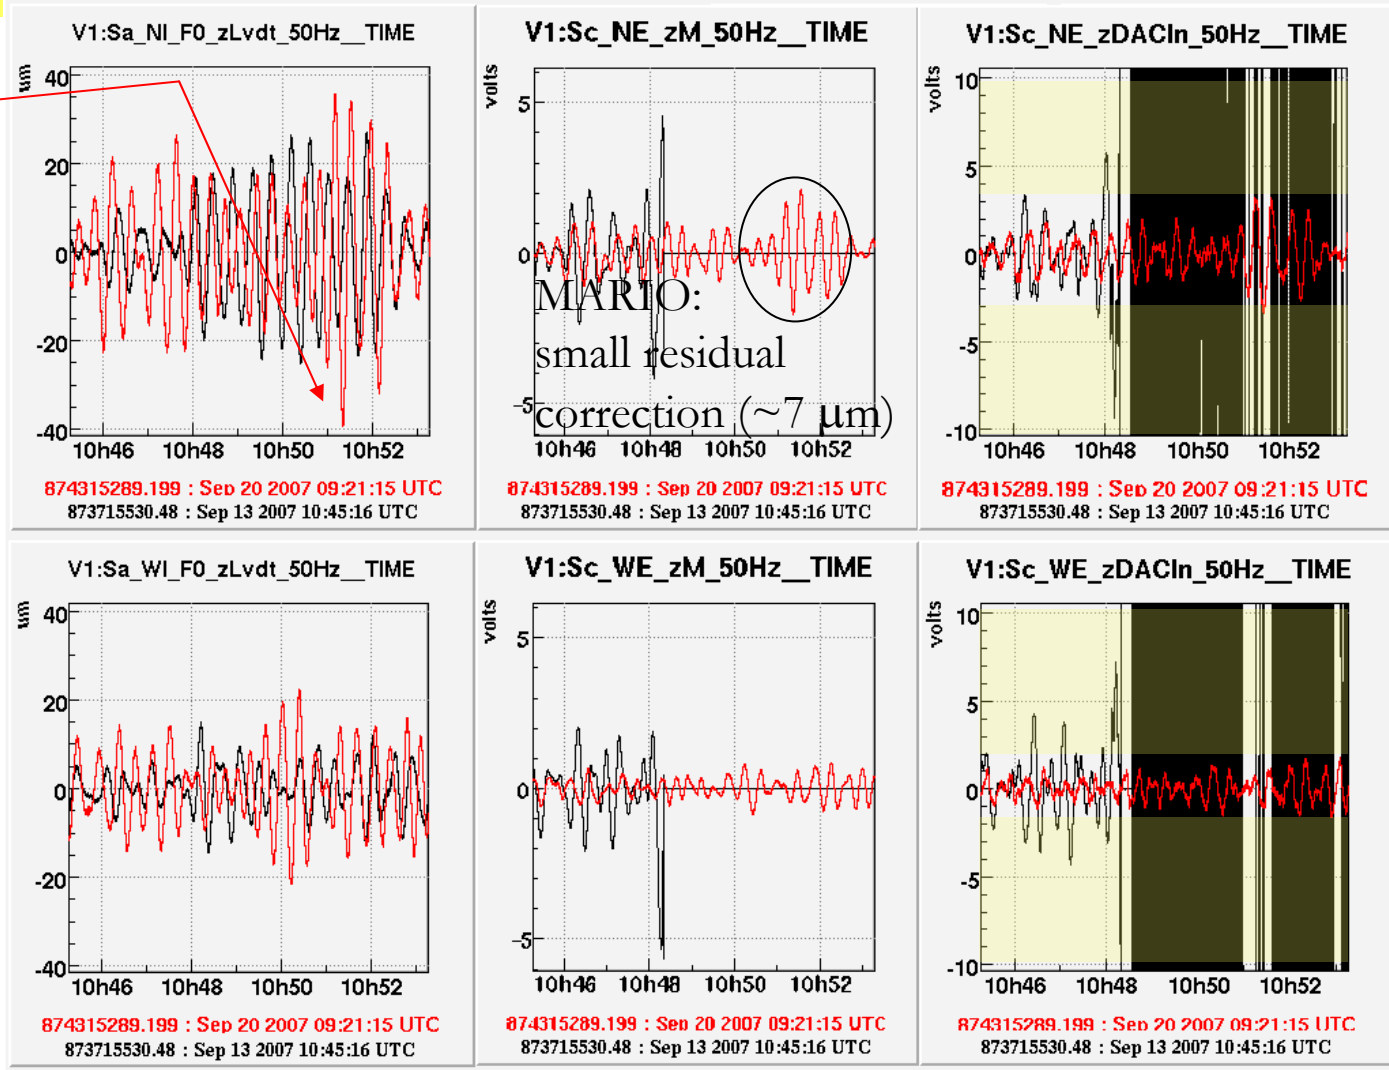 V1:Sa_NI_F0_zLvdt_50Hz__TIME
um
40
20
0
-20
-40
10h46 10h48 10h50 10h52
874315289.199 : Sep 20 2007 09:21:15 UTC
873715530.48 : Sep 13 2007 10:45:16 UTC
V1:Sc_NE_zM_50Hz__TIME
volts
5
0
-5
MARIO:
small residual
correction (~7 μm)
10h46 10h48 10h50 10h52
874315289.199 : Sep 20 2007 09:21:15 UTC
873715530.48 : Sep 13 2007 10:45:16 UTC
V1:Sc_NE_zDACIn_50Hz__TIME
volts
10
5
0
-5
-10
10h46 10h48 10h50 10h52
874315289.199 : Sep 20 2007 09:21:15 UTC
873715530.48 : Sep 13 2007 10:45:16 UTC
V1:Sa_WI_F0_zLvdt_50Hz__TIME
um
40
20
0
-20
-40
10h46 10h48 10h50 10h52
874315289.199 : Sep 20 2007 09:21:15 UTC
873715530.48 : Sep 13 2007 10:45:16 UTC
V1:Sc_WE_zM_50Hz__TIME
volts
5
0
-5
10h46 10h48 10h50 10h52
874315289.199 : Sep 20 2007 09:21:15 UTC
873715530.48 : Sep 13 2007 10:45:16 UTC
V1:Sc_WE_zDACIn_50Hz__TIME
volts
10
5
0
-5
-10
10h46 10h48 10h50 10h52
874315289.199 : Sep 20 2007 09:21:15 UTC
873715530.48 : Sep 13 2007 10:45:16 UTC